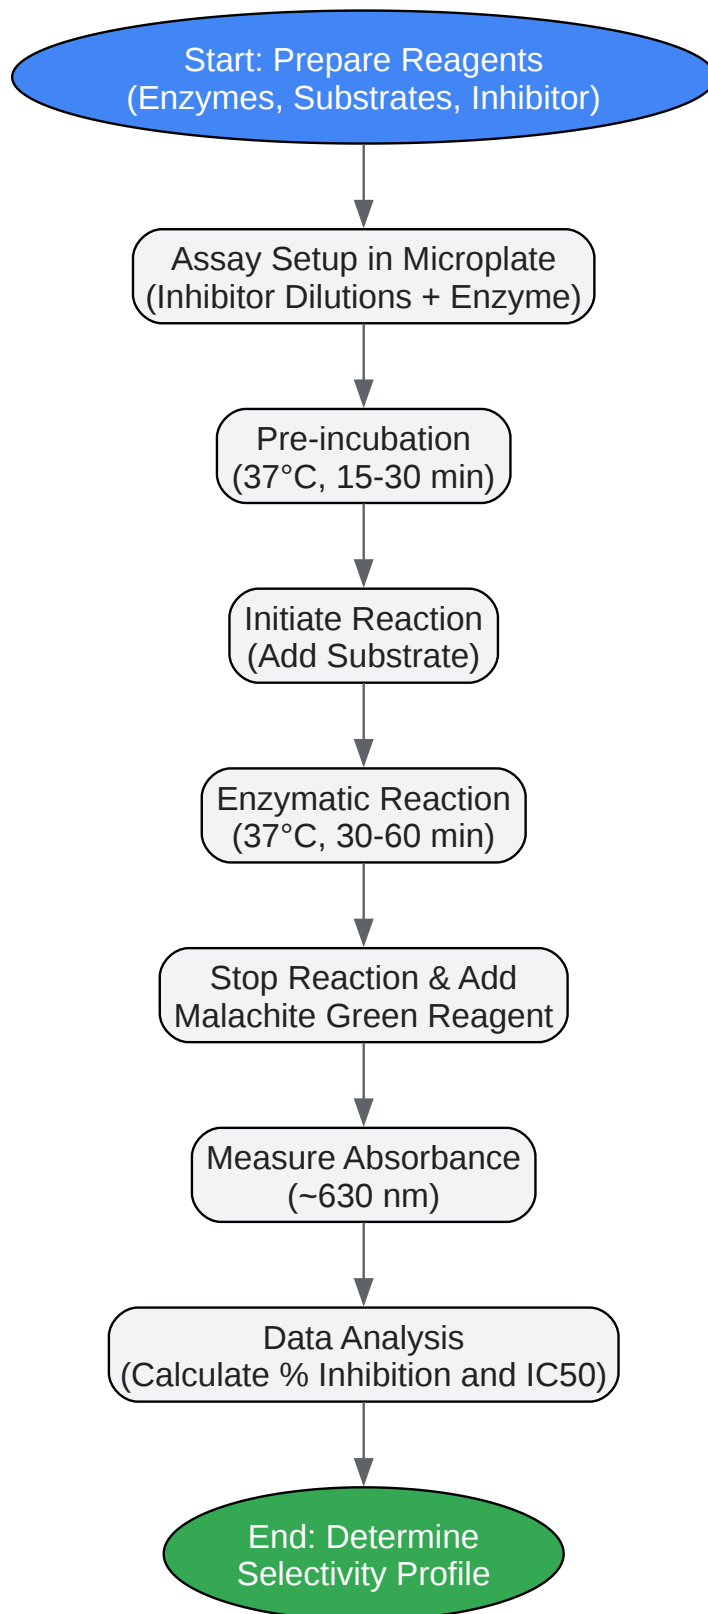 Start: Prepare Reagents
(Enzymes, Substrates, Inhibitor)
Assay Setup in Microplate
(Inhibitor Dilutions + Enzyme)
Pre-incubation
(37°C, 15-30 min)
Initiate Reaction
(Add Substrate)
Enzymatic Reaction
(37°C, 30-60 min)
Stop Reaction & Add
Malachite Green Reagent
Measure Absorbance
(~630 nm)
Data Analysis
(Calculate % Inhibition and IC50)
End: Determine
Selectivity Profile